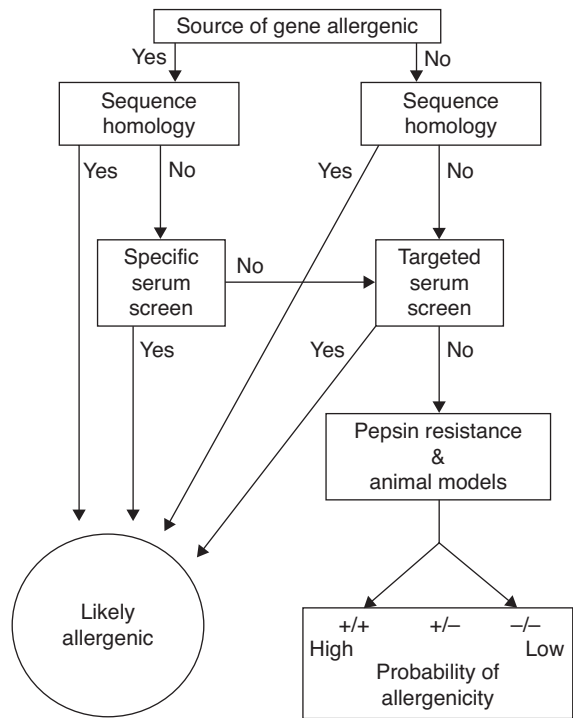 Source of gene allergenic
Yes
No
Sequence
homology
Sequence
homology
Yes
No
Yes
No
Specific
serum
screen
No
Targeted
serum
screen
Yes
Yes
No
Pepsin resistance
&
animal models
Likely
allergenic
+/+ +/– –/–
High Low
Probability of
allergenicity